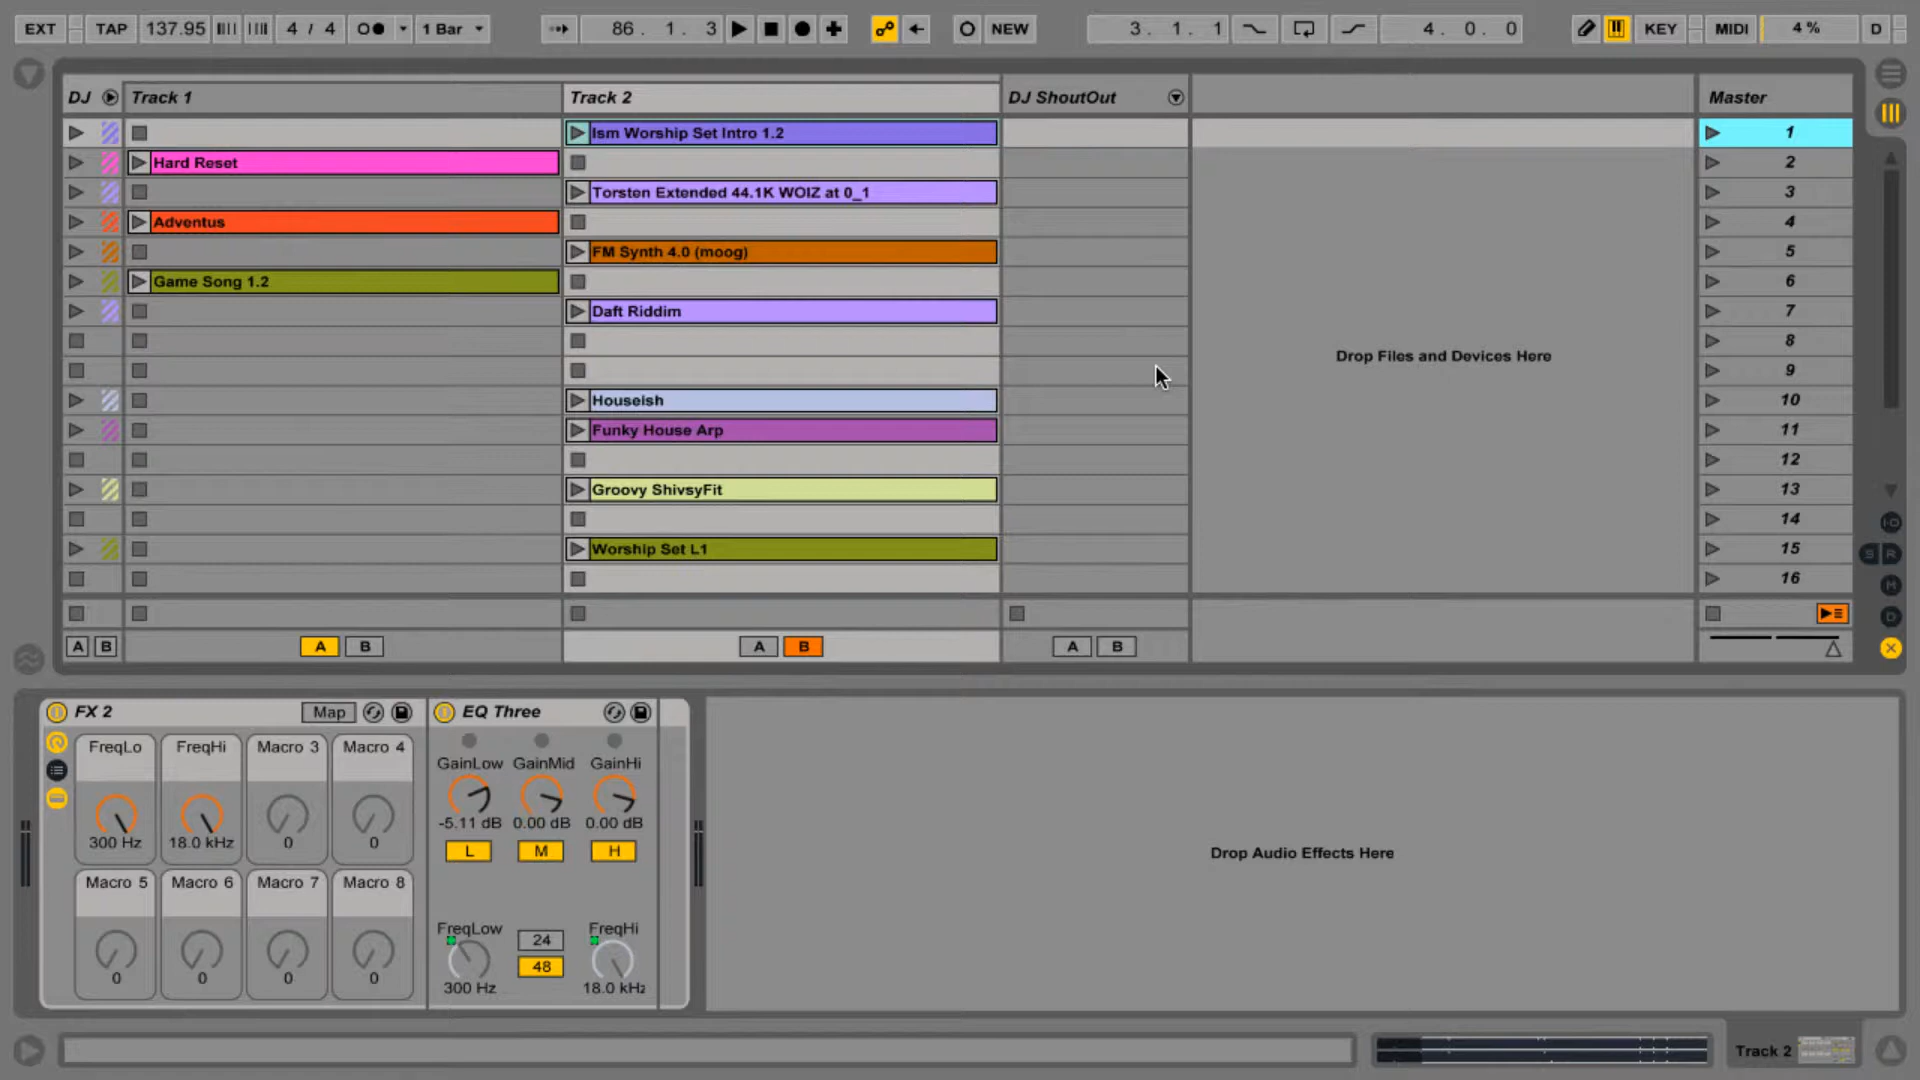 EXT TAP 137.95 4 / 4 1 Bar 86. 1. 3 NEW 3. 1. 1 4. 0. 0 KEY MIDI 4 % D
DJ Track 1 Track 2 DJ ShoutOut Master
Ism Worship Set Intro 1.2 1
Hard Reset 2
Torsten Extended 44.1K WOIZ at 0_1 3
Adventus 4
FM Synth 4.0 (moog) 5
Game Song 1.2 6
Daft Riddim 7
8
Drop Files and Devices Here
9
Houseish 10
Funky House Arp 11
12
Groovy ShivsyFit 13
14
Worship Set L1 15
16
I·O
S R
M
D
A B A B A B A B
FX 2 Map EQ Three
FreqLo FreqHi Macro 3 Macro 4 GainLow GainMid GainHi
300 Hz 18.0 kHz 0 0 -5.11 dB 0.00 dB 0.00 dB
L M H
Drop Audio Effects Here
Macro 5 Macro 6 Macro 7 Macro 8
FreqLow 24 FreqHi
48
0 0 0 0 300 Hz 18.0 kHz
Track 2